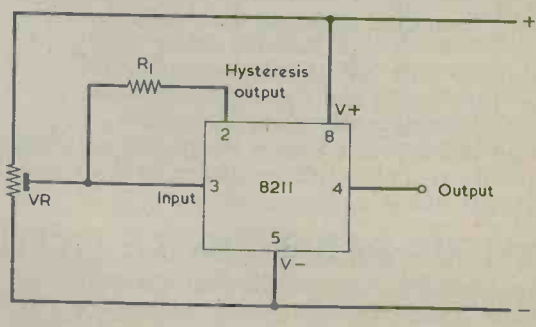 +
R1
Hysteresis
output
V+
2
8
3
8211
4
Output
VR
Input
5
V−
−